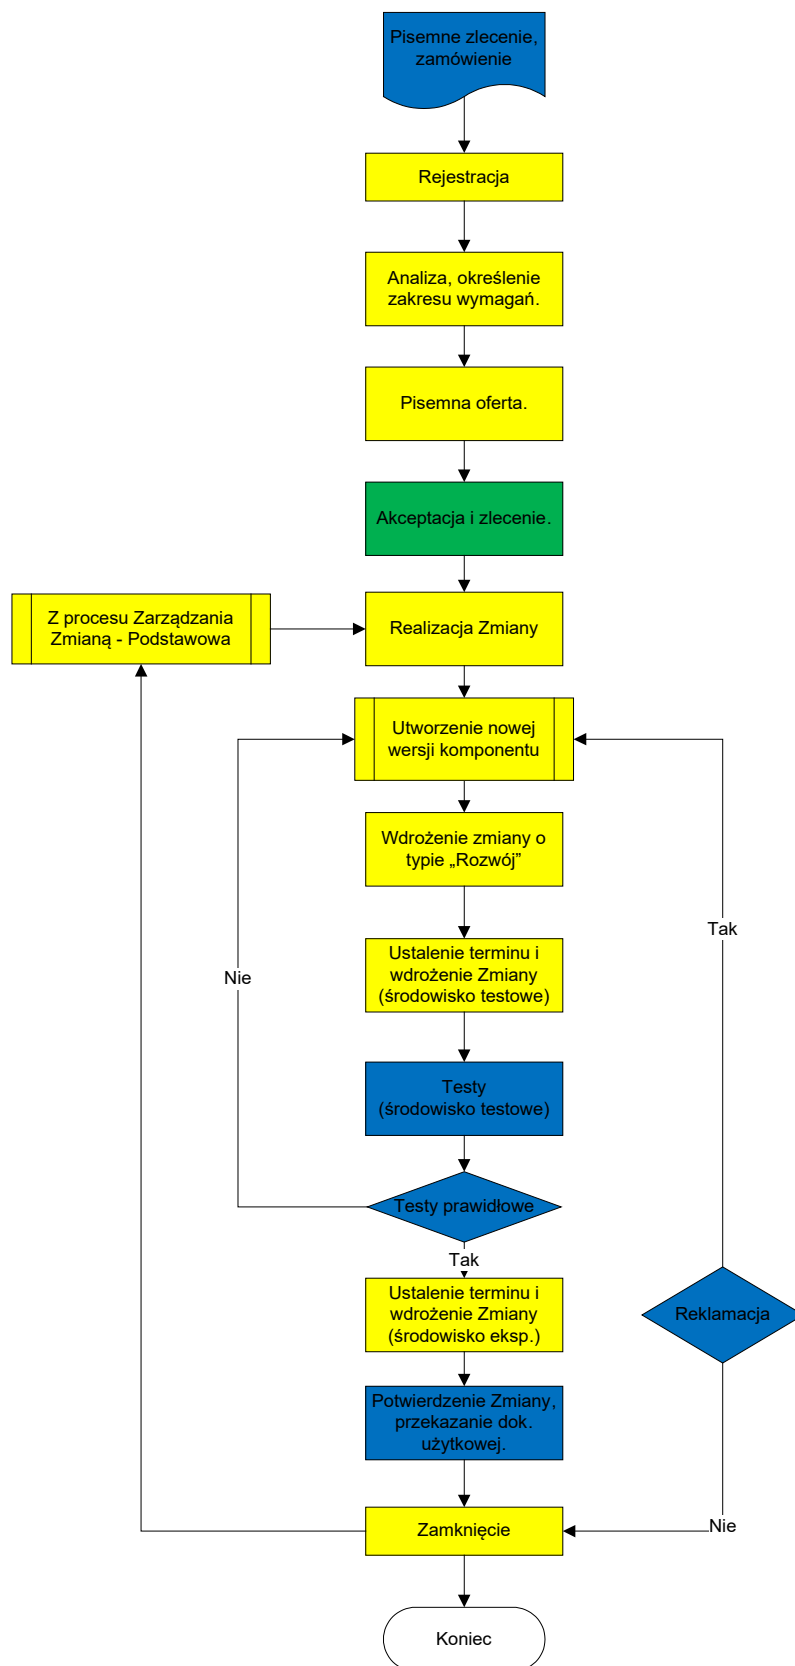 Pisemne zlecenie,
zamówienie
Rejestracja
Analiza, określenie
zakresu wymagań.
Pisemna oferta.
Akceptacja i zlecenie.
Z procesu Zarządzania
Zmianą - Podstawowa
Realizacja Zmiany
Utworzenie nowej
wersji komponentu
Wdrożenie zmiany o
typie „Rozwój”
Tak
Ustalenie terminu i
wdrożenie Zmiany
(środowisko testowe)
Nie
Testy
(środowisko testowe)
Testy prawidłowe
Tak
Ustalenie terminu i
wdrożenie Zmiany
(środowisko eksp.)
Reklamacja
Potwierdzenie Zmiany,
przekazanie dok.
użytkowej.
Zamknięcie
Nie
Koniec